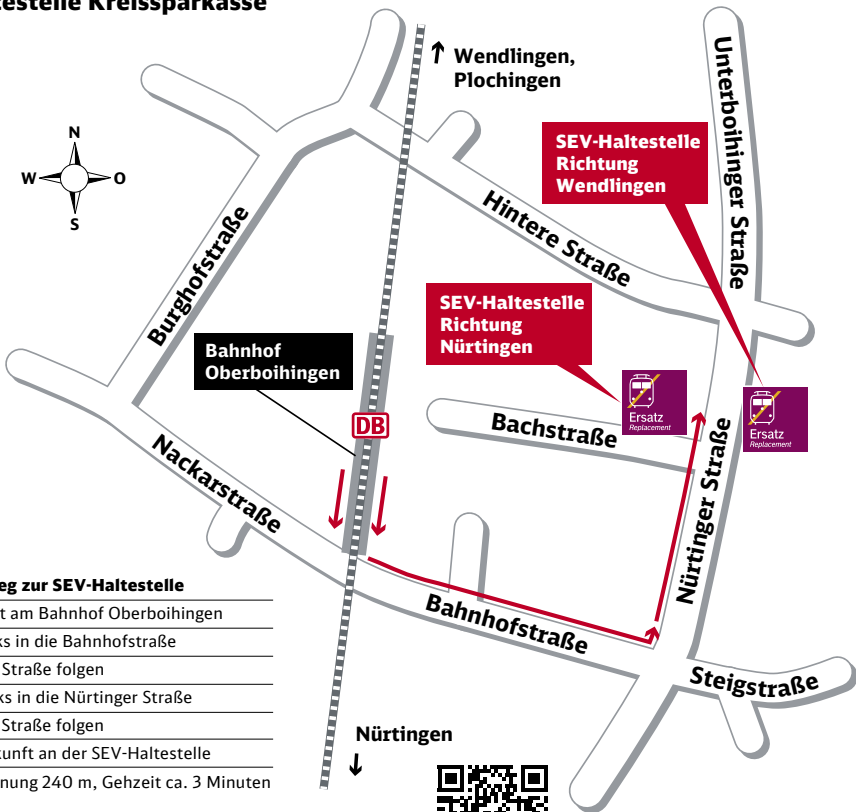 testelle Kreissparkasse
Wendlingen,
Plochingen
Unterboihinger Straße
SEV-Haltestelle
Richtung
Wendlingen
N
W
O
S
Hintere Straße
Burghofstraße
SEV-Haltestelle
Richtung
Nürtingen
Bahnhof
Oberboihingen
DB
Ersatz
Replacement
Ersatz
Replacement
Bachstraße
Nackarstraße
Nürtinger Straße
Bahnhofstraße
Steigstraße
eg zur SEV-Haltestelle
t am Bahnhof Oberboihingen
ks in die Bahnhofstraße
Straße folgen
ks in die Nürtinger Straße
Straße folgen
kunft an der SEV-Haltestelle
nung 240 m, Gehzeit ca. 3 Minuten
Nürtingen